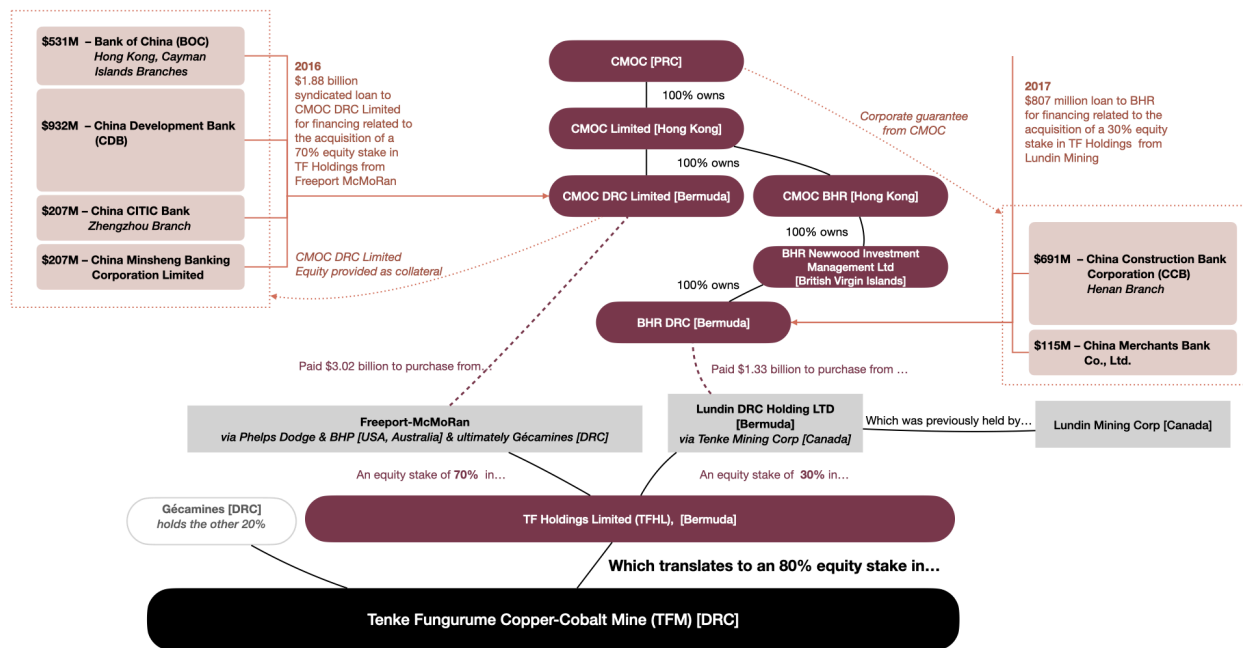 $531M – Bank of China (BOC)
Hong Kong, Cayman
Islands Branches
$932M – China Development Bank
(CDB)
$207M – China CITIC Bank
Zhengzhou Branch
$207M – China Minsheng Banking
Corporation Limited
2016
$1.88 billion
syndicated loan to
CMOC DRC Limited
for financing related to
the acquisition of a
70% equity stake in
TF Holdings from
Freeport McMoRan
CMOC DRC Limited
Equity provided as collateral
CMOC [PRC]
100% owns
CMOC Limited [Hong Kong]
100% owns
CMOC DRC Limited [Bermuda]
CMOC BHR [Hong Kong]
100% owns
BHR Newwood Investment
Management Ltd
[British Virgin Islands]
100% owns
BHR DRC [Bermuda]
Corporate guarantee
from CMOC
2017
$807 million loan to BHR
for financing related to the
acquisition of a 30% equity
stake in TF Holdings from
Lundin Mining
$691M – China Construction Bank
Corporation (CCB)
Henan Branch
$115M – China Merchants Bank
Co., Ltd.
Paid $3.02 billion to purchase from…
Paid $1.33 billion to purchase from …
Freeport-McMoRan
via Phelps Dodge & BHP [USA, Australia] & ultimately Gécamines [DRC]
Lundin DRC Holding LTD
[Bermuda]
via Tenke Mining Corp [Canada]
Which was previously held by…
Lundin Mining Corp [Canada]
An equity stake of 70% in…
An equity stake of 30% in…
Gécamines [DRC]
holds the other 20%
TF Holdings Limited (TFHL), [Bermuda]
Which translates to an 80% equity stake in…
Tenke Fungurume Copper-Cobalt Mine (TFM) [DRC]